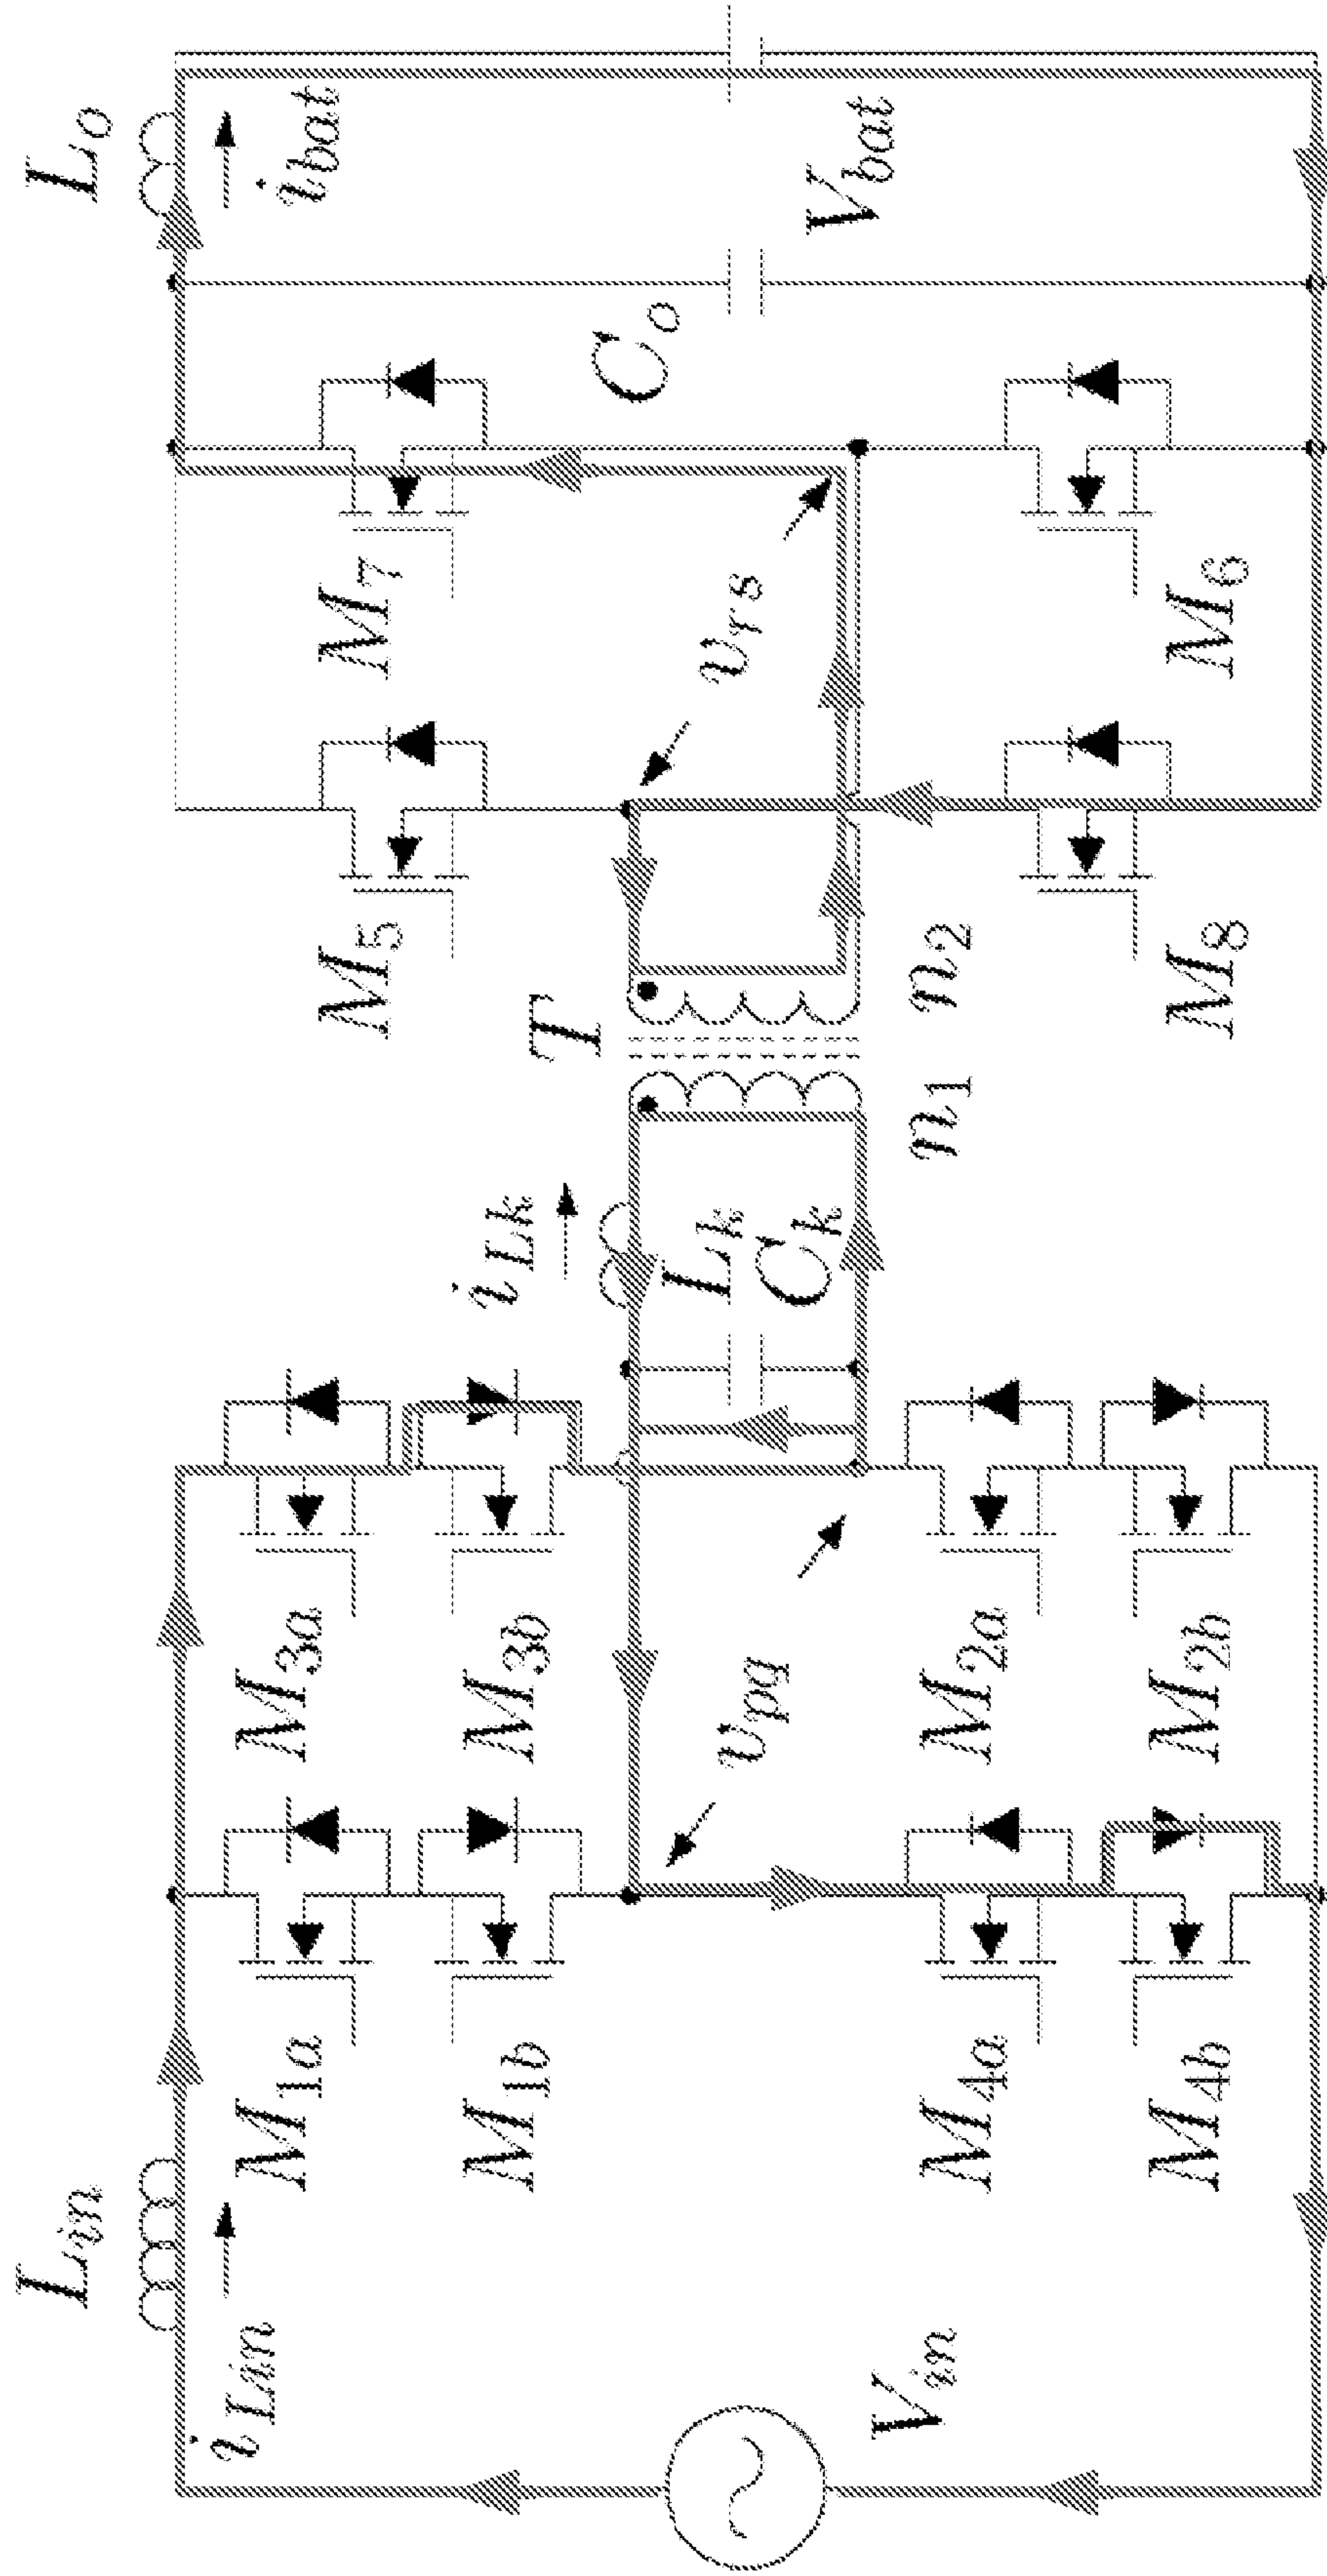 L_in
i_Lin
V_in
M_1a
M_1b
M_4a
M_4b
M_3a
M_3b
v_pq
M_2a
M_2b
i_Lk
L_k
C_k
T
n_1 n_2
M_5
M_8
v_rs
M_7
M_6
C_o
L_o
i_bat
V_bat